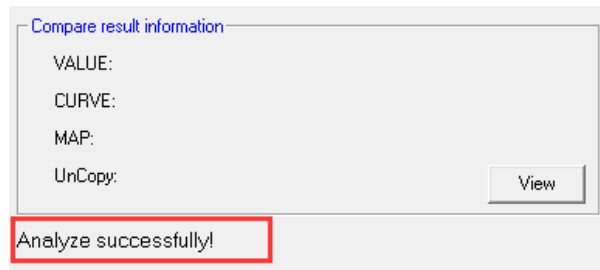 Compare result information
VALUE:
CURVE:
MAP:
UnCopy:
View
Analyze successfully!